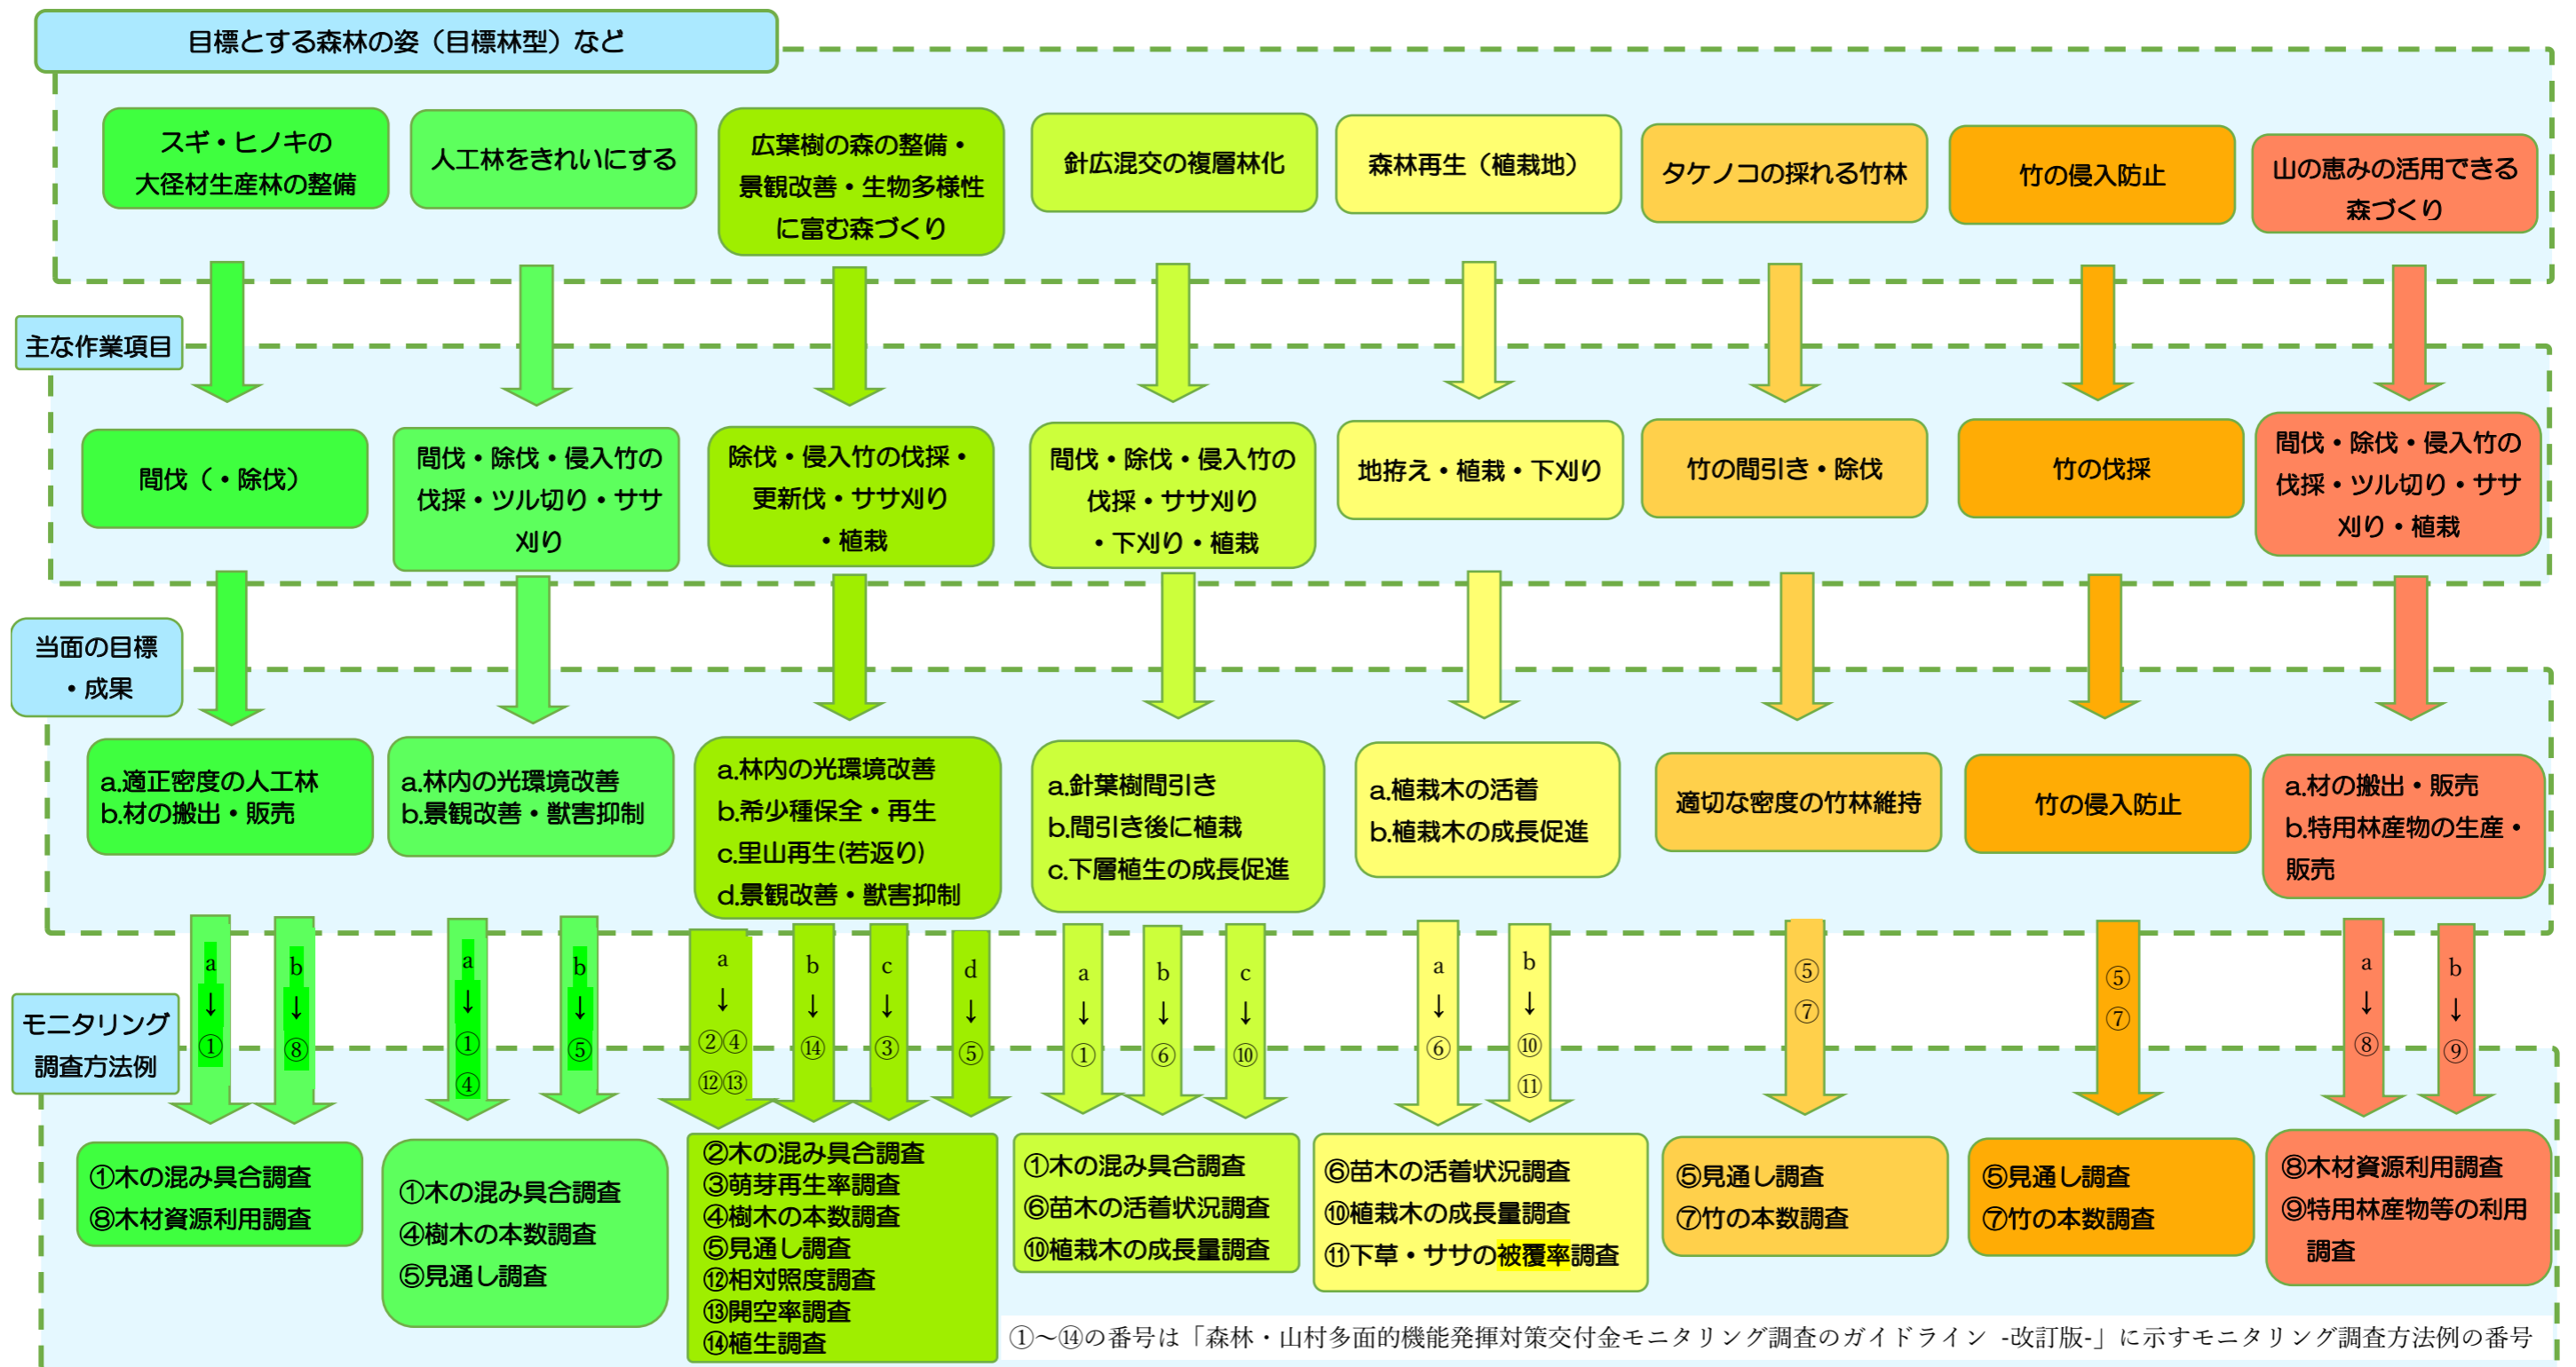 目標とする森林の姿（目標林型）など
スギ・ヒノキの
大径材生産林の整備
人工林をきれいにする
広葉樹の森の整備・
景観改善・生物多様性
に富む森づくり
針広混交の複層林化
森林再生（植栽地）
タケノコの採れる竹林
竹の侵入防止
山の恵みの活用できる
森づくり
主な作業項目
間伐（・除伐）
間伐・除伐・侵入竹の
伐採・ツル切り・ササ
刈り
除伐・侵入竹の伐採・
更新伐・ササ刈り
・植栽
間伐・除伐・侵入竹の
伐採・ササ刈り
・下刈り・植栽
地拵え・植栽・下刈り
竹の間引き・除伐
竹の伐採
間伐・除伐・侵入竹の
伐採・ツル切り・ササ
刈り・植栽
当面の目標
・成果
a.適正密度の人工林
b.材の搬出・販売
a.林内の光環境改善
b.景観改善・獣害抑制
a.林内の光環境改善
b.希少種保全・再生
c.里山再生(若返り)
d.景観改善・獣害抑制
a.針葉樹間引き
b.間引き後に植栽
c.下層植生の成長促進
a.植栽木の活着
b.植栽木の成長促進
適切な密度の竹林維持
竹の侵入防止
a.材の搬出・販売
b.特用林産物の生産・
販売
モニタリング
調査方法例
a
↓
①
b
↓
⑧
a
↓
①
④
b
↓
⑤
a
↓
②④
⑫⑬
b
↓
⑭
c
↓
③
d
↓
⑤
a
↓
①
b
↓
⑥
c
↓
⑩
a
↓
⑥
b
↓
⑩
⑪
⑤
⑦
⑤
⑦
a
↓
⑧
b
↓
⑨
①木の混み具合調査
⑧木材資源利用調査
①木の混み具合調査
④樹木の本数調査
⑤見通し調査
②木の混み具合調査
③萌芽再生率調査
④樹木の本数調査
⑤見通し調査
⑫相対照度調査
⑬開空率調査
⑭植生調査
①木の混み具合調査
⑥苗木の活着状況調査
⑩植栽木の成長量調査
⑥苗木の活着状況調査
⑩植栽木の成長量調査
⑪下草・ササの被覆率調査
⑤見通し調査
⑦竹の本数調査
⑤見通し調査
⑦竹の本数調査
⑧木材資源利用調査
⑨特用林産物等の利用
調査
①～⑭の番号は「森林・山村多面的機能発揮対策交付金モニタリング調査のガイドライン -改訂版-」に示すモニタリング調査方法例の番号